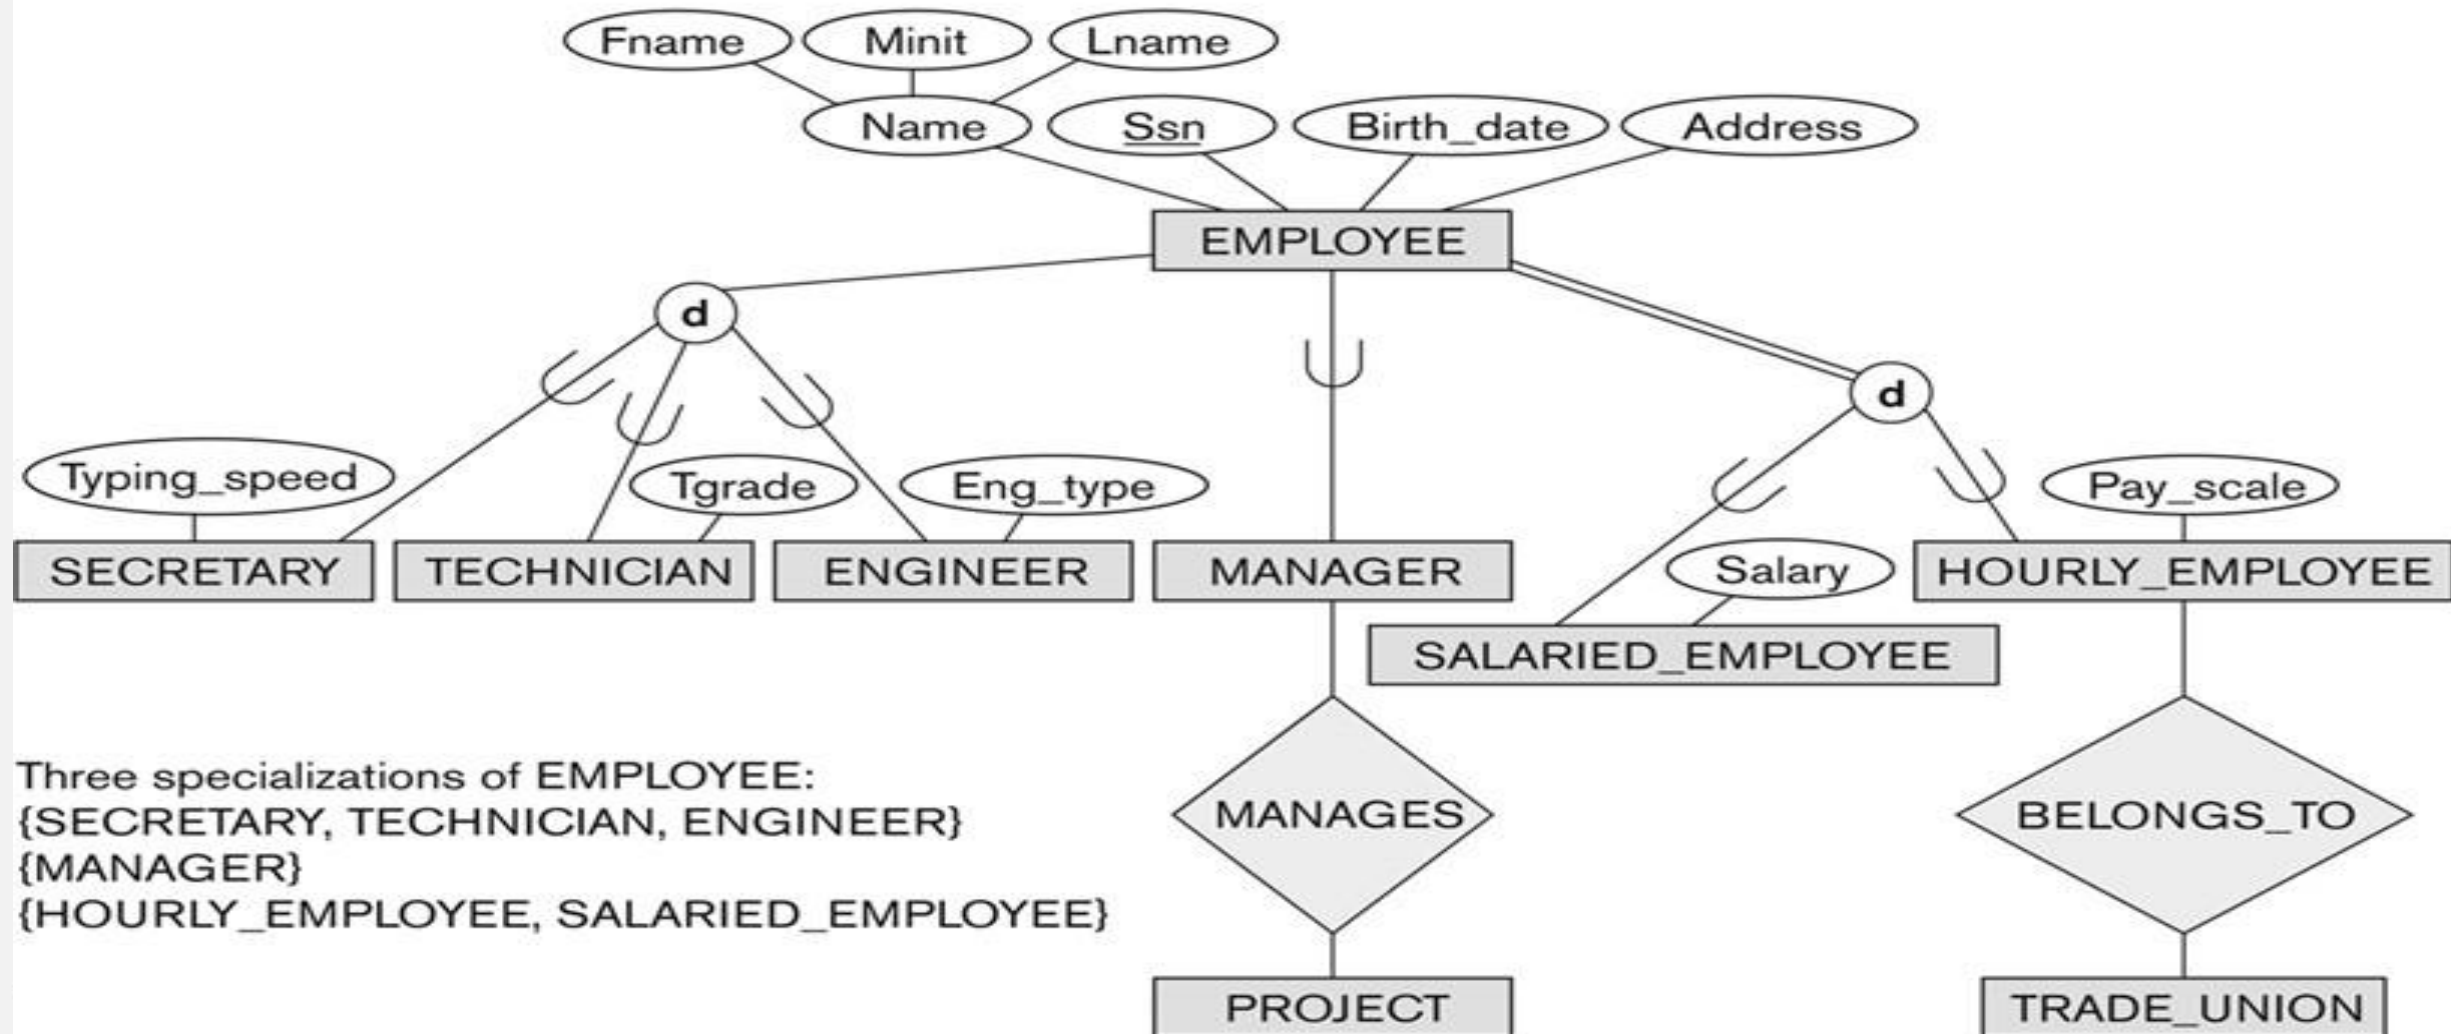 Fname Minit Lname
Name Ssn Birth_date Address
EMPLOYEE
d
d
Typing_speed Tgrade Eng_type Pay_scale
SECRETARY TECHNICIAN ENGINEER MANAGER Salary HOURLY_EMPLOYEE
SALARIED_EMPLOYEE
Three specializations of EMPLOYEE:
{SECRETARY, TECHNICIAN, ENGINEER}
{MANAGER}
{HOURLY_EMPLOYEE, SALARIED_EMPLOYEE}
MANAGES BELONGS_TO
PROJECT TRADE_UNION